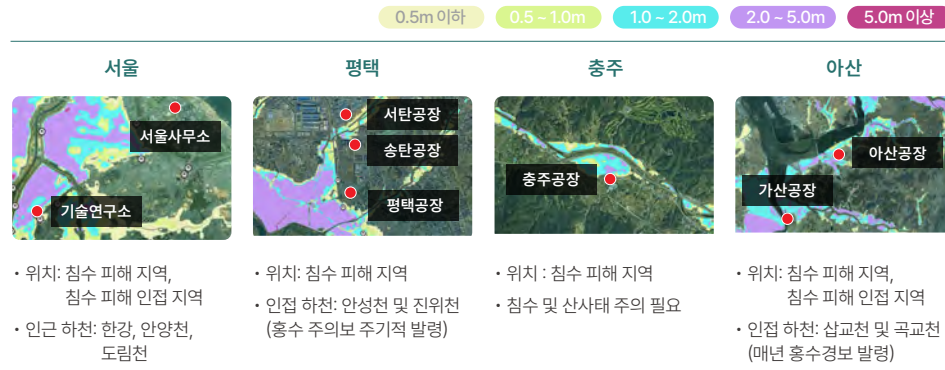 0.5m 이하
0.5 ~ 1.0m
1.0 ~ 2.0m
2.0 ~ 5.0m
5.0m 이상
서울
서울사무소
기술연구소
• 위치: 침수 피해 지역,
침수 피해 인접 지역
• 인근 하천: 한강, 안양천,
도림천
평택
서탄공장
송탄공장
평택공장
• 위치: 침수 피해 지역
• 인접 하천: 안성천 및 진위천
(홍수 주의보 주기적 발령)
충주
충주공장
• 위치 : 침수 피해 지역
• 침수 및 산사태 주의 필요
아산
아산공장
가산공장
• 위치: 침수 피해 지역,
침수 피해 인접 지역
• 인접 하천: 삽교천 및 곡교천
(매년 홍수경보 발령)